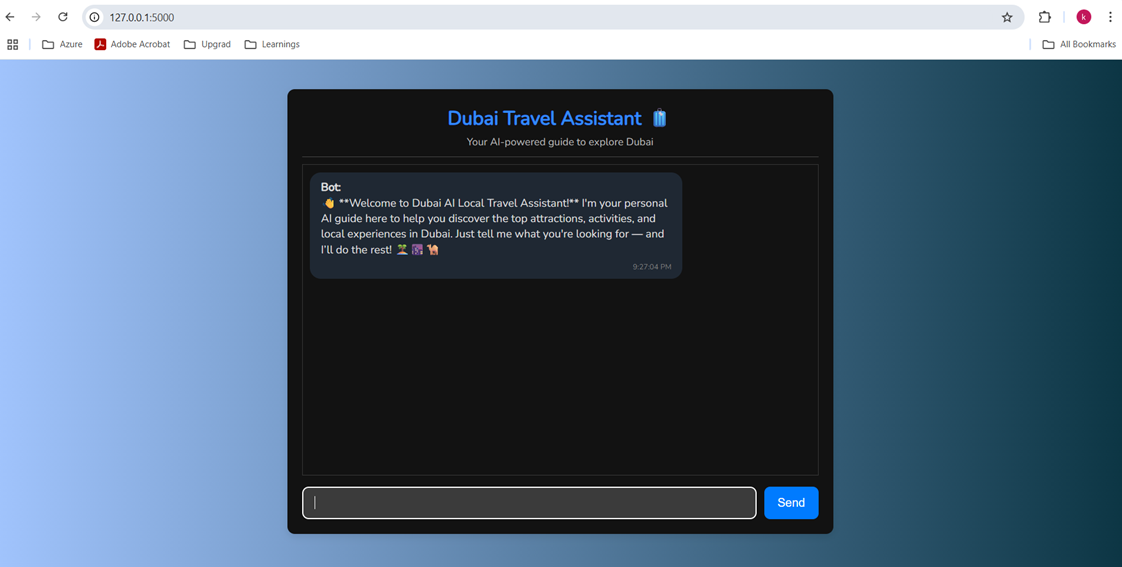 127.0.0.1:5000
k
Azure Adobe Acrobat Upgrad Learnings All Bookmarks
Dubai Travel Assistant 🧳
Your AI-powered guide to explore Dubai
Bot:
👋 **Welcome to Dubai AI Local Travel Assistant!** I'm your personal
AI guide here to help you discover the top attractions, activities, and
local experiences in Dubai. Just tell me what you're looking for — and
I'll do the rest! 🏝️ 🌆 🐪
9:27:04 PM
Send